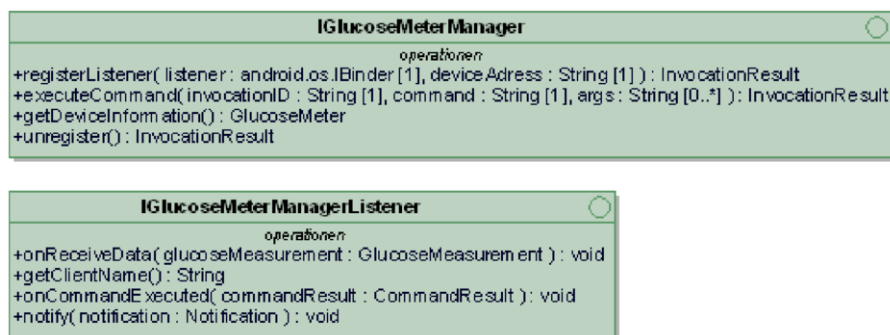 IGlucoseMeterManager
operationen
+registerListener( listener : android.os.IBinder [1], deviceAdress : String [1] ) : InvocationResult
+executeCommand( invocationID : String [1], command : String [1], args : String [0..*] ) : InvocationResult
+getDeviceInformation() : GlucoseMeter
+unregister() : InvocationResult
IGlucoseMeterManagerListener
operationen
+onReceiveData( glucoseMeasurement : GlucoseMeasurement ) : void
+getClientName() : String
+onCommandExecuted( commandResult : CommandResult ) : void
+notify( notification : Notification ) : void